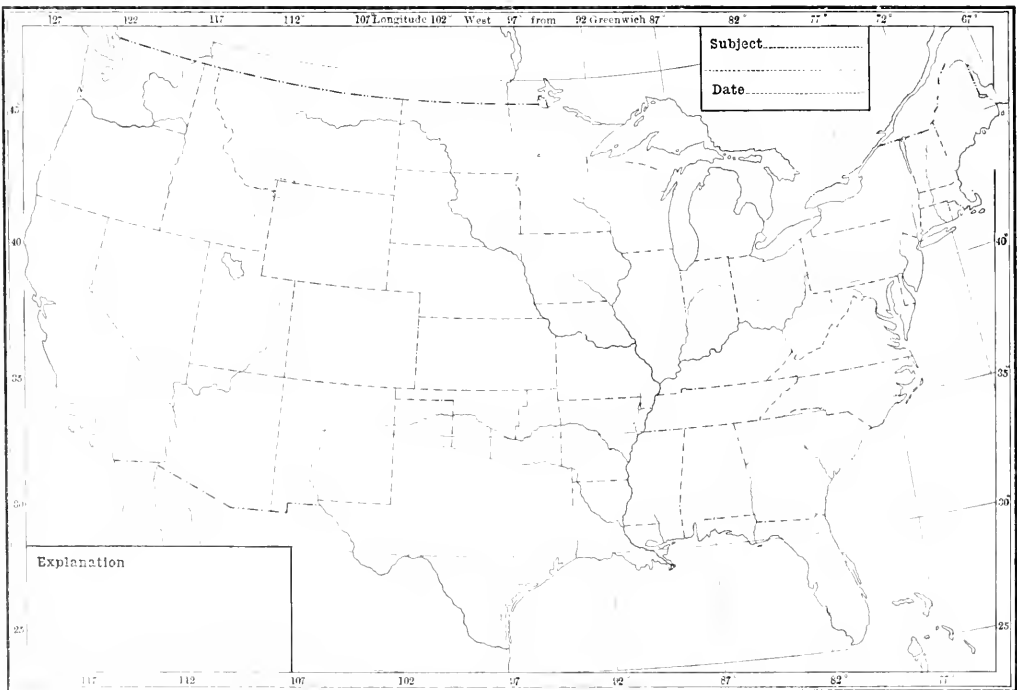 127 122 117 112° 107° Longitude 102° West 97° from 92 Greenwich 87° 82° 77° 72° 67°
Subject
Date
45
40 40°
35 35°
30 30°
Explanation
25 25°
117 112 107 102 97 92 87 82° 77°